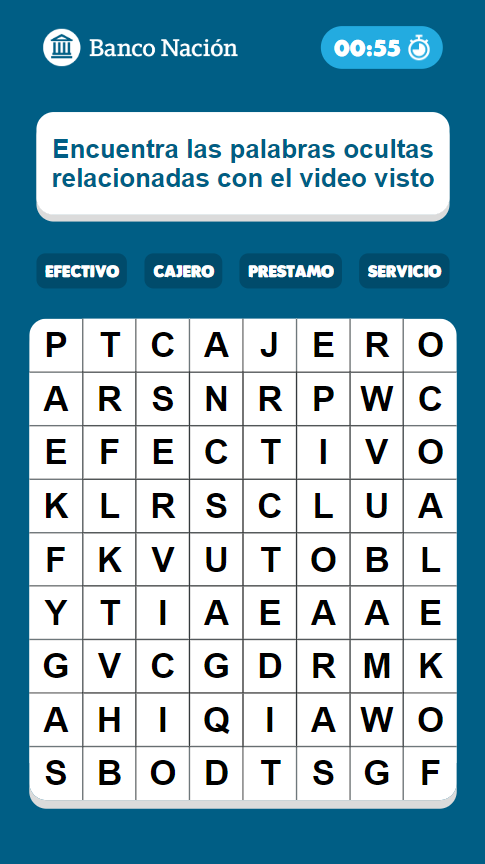 Banco Nación
00:55
Encuentra las palabras ocultas
relacionadas con el video visto
EFECTIVO CAJERO PRESTAMO SERVICIO
P T C A J E R O
A R S N R P W C
E F E C T I V O
K L R S C L U A
F K V U T O B L
Y T I A E A A E
G V C G D R M K
A H I Q I A W O
S B O D T S G F